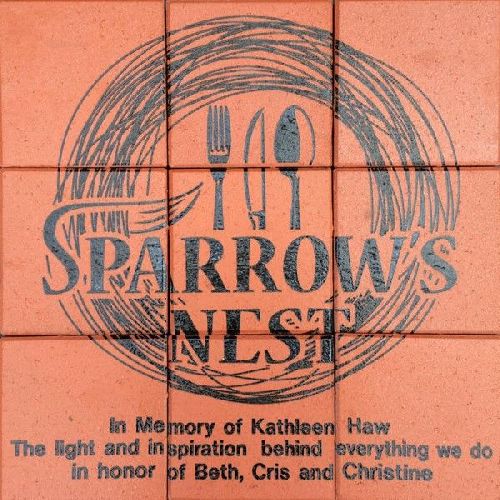 SPARROW'S
NEST
In Memory of Kathleen Haw
The light and inspiration behind everything we do
in honor of Beth, Cris and Christine